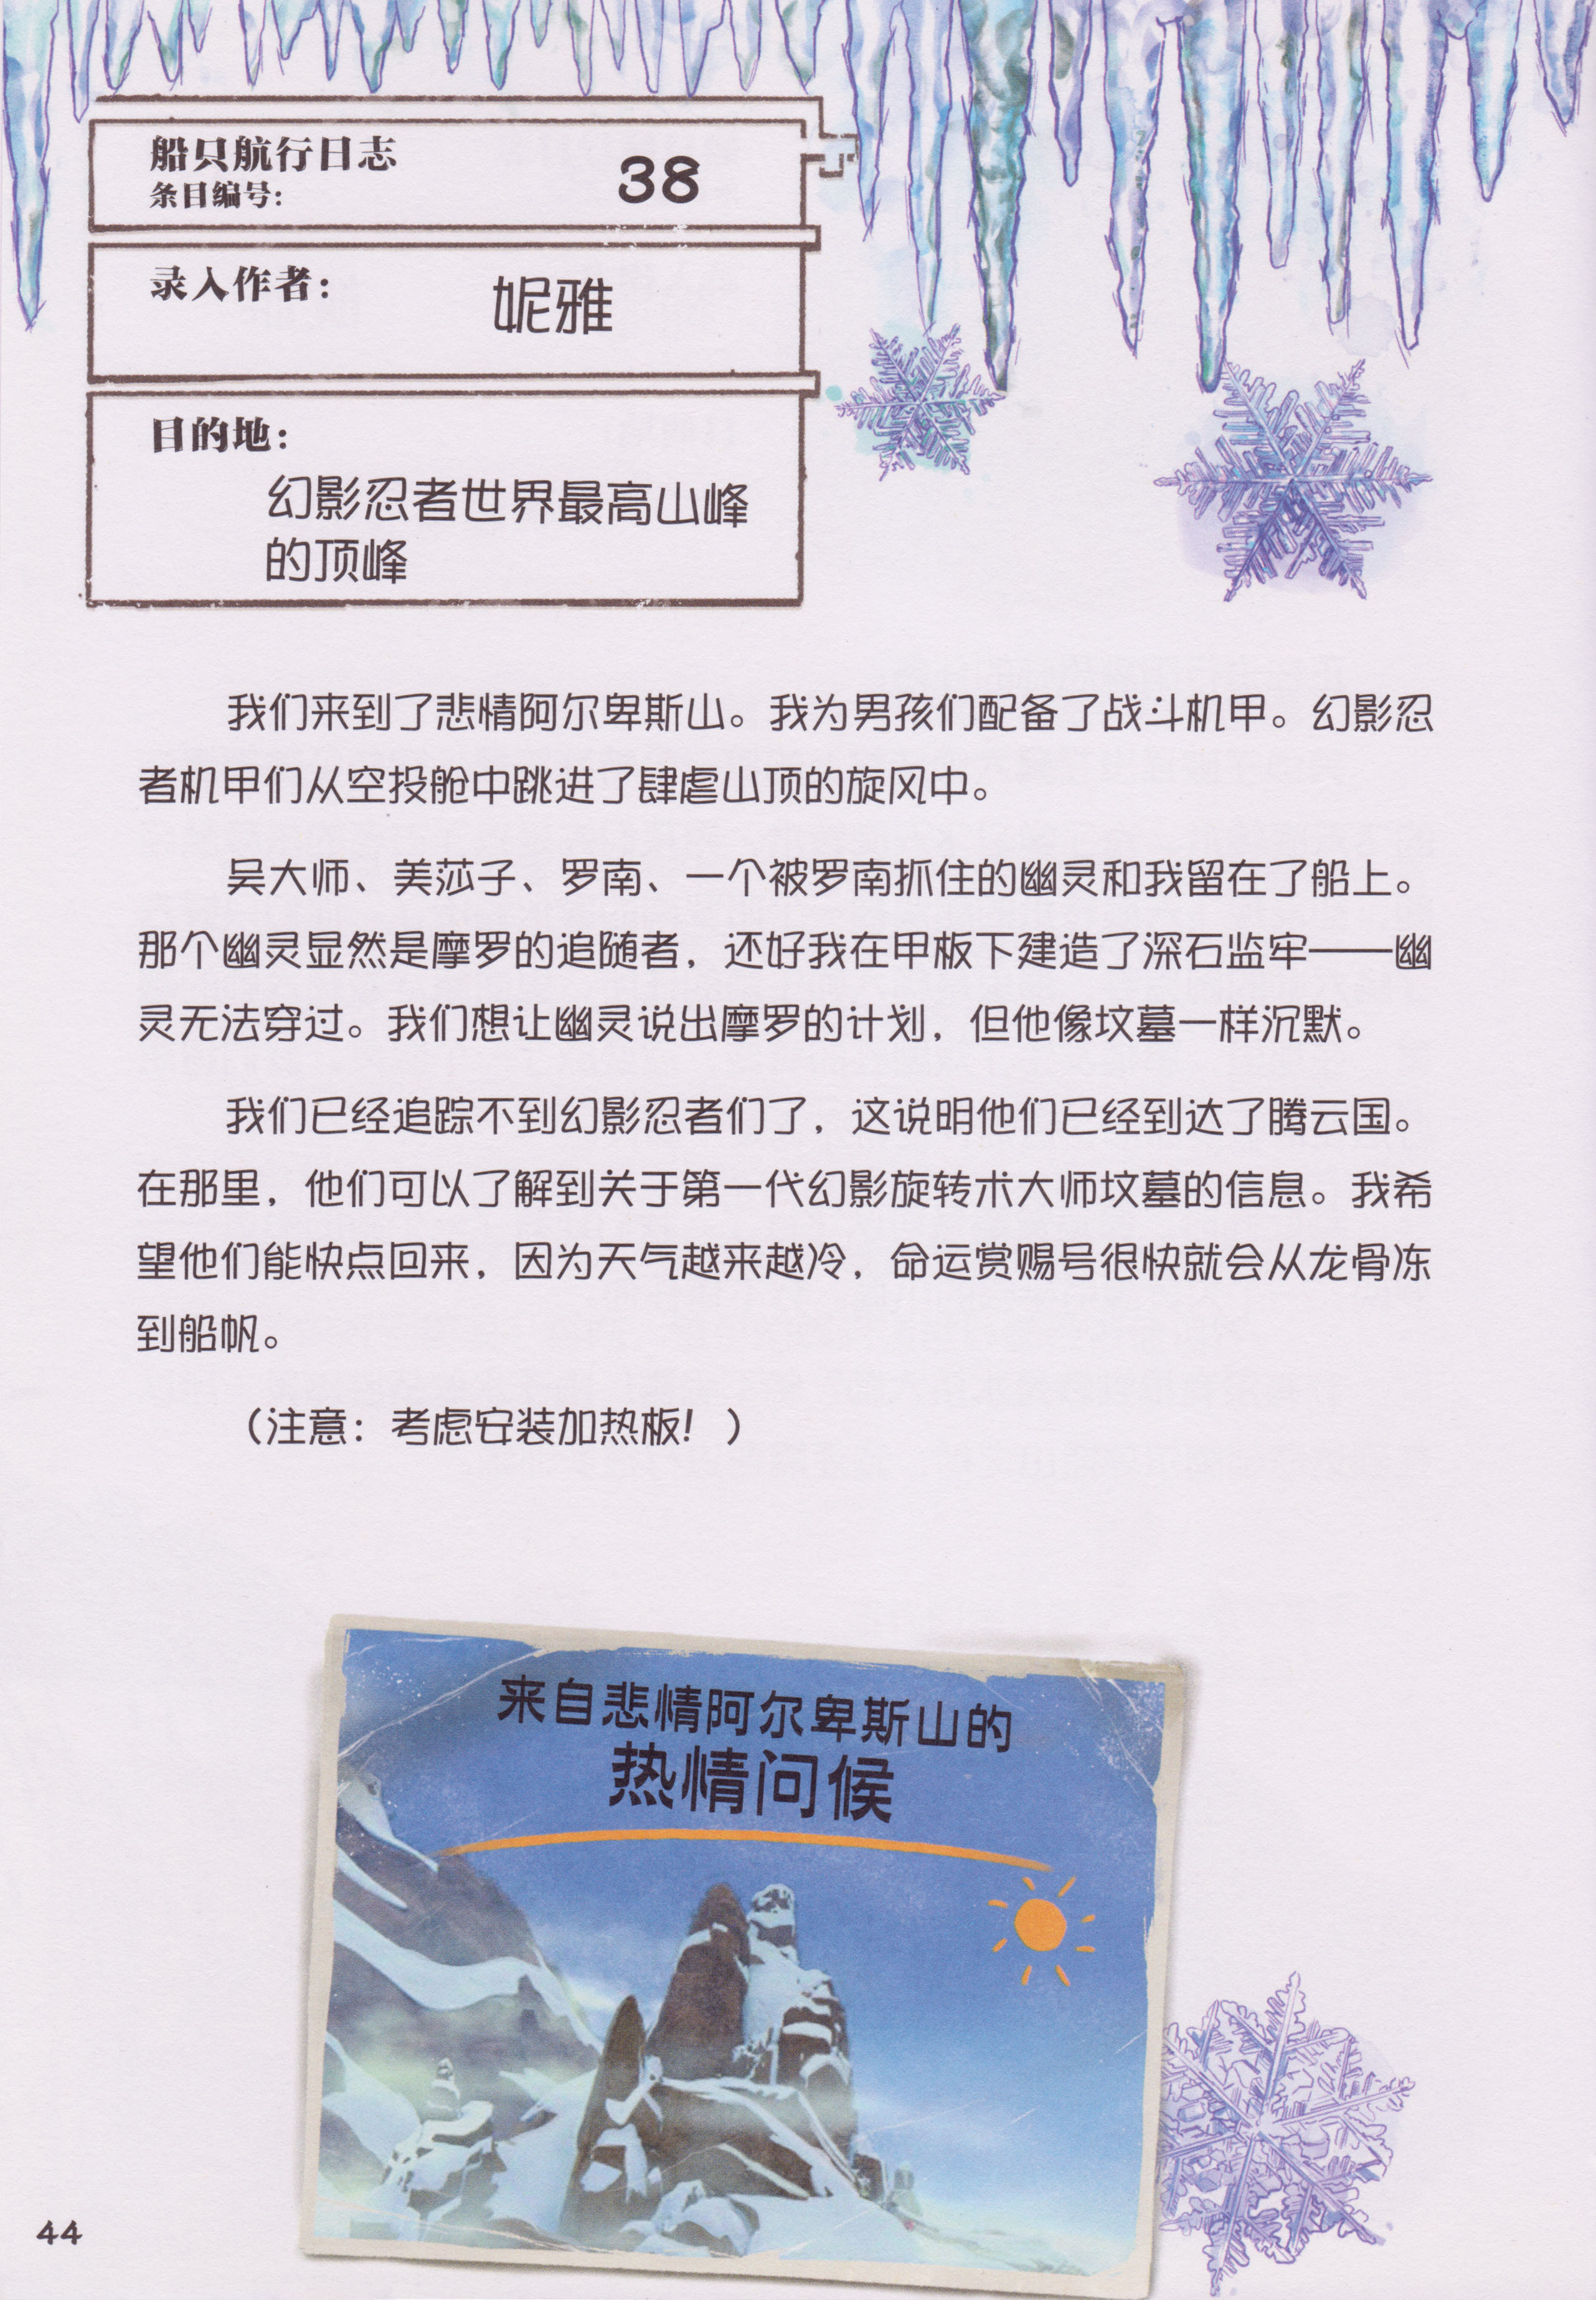 船只航行日志
条目编号：
38
录入作者：
妮雅
目的地：
幻影忍者世界最高山峰
的顶峰
我们来到了悲情阿尔卑斯山。我为男孩们配备了战斗机甲。幻影忍
者机甲们从空投舱中跳进了肆虐山顶的旋风中。
吴大师、美莎子、罗南、一个被罗南抓住的幽灵和我留在了船上。
那个幽灵显然是摩罗的追随者，还好我在甲板下建造了深石监牢——幽
灵无法穿过。我们想让幽灵说出摩罗的计划，但他像坟墓一样沉默。
我们已经追踪不到幻影忍者们了，这说明他们已经到达了腾云国。
在那里，他们可以了解到关于第一代幻影旋转术大师坟墓的信息。我希
望他们能快点回来，因为天气越来越冷，命运赏赐号很快就会从龙骨冻
到船帆。
（注意：考虑安装加热板！）
来自悲情阿尔卑斯山的
热情问候
44